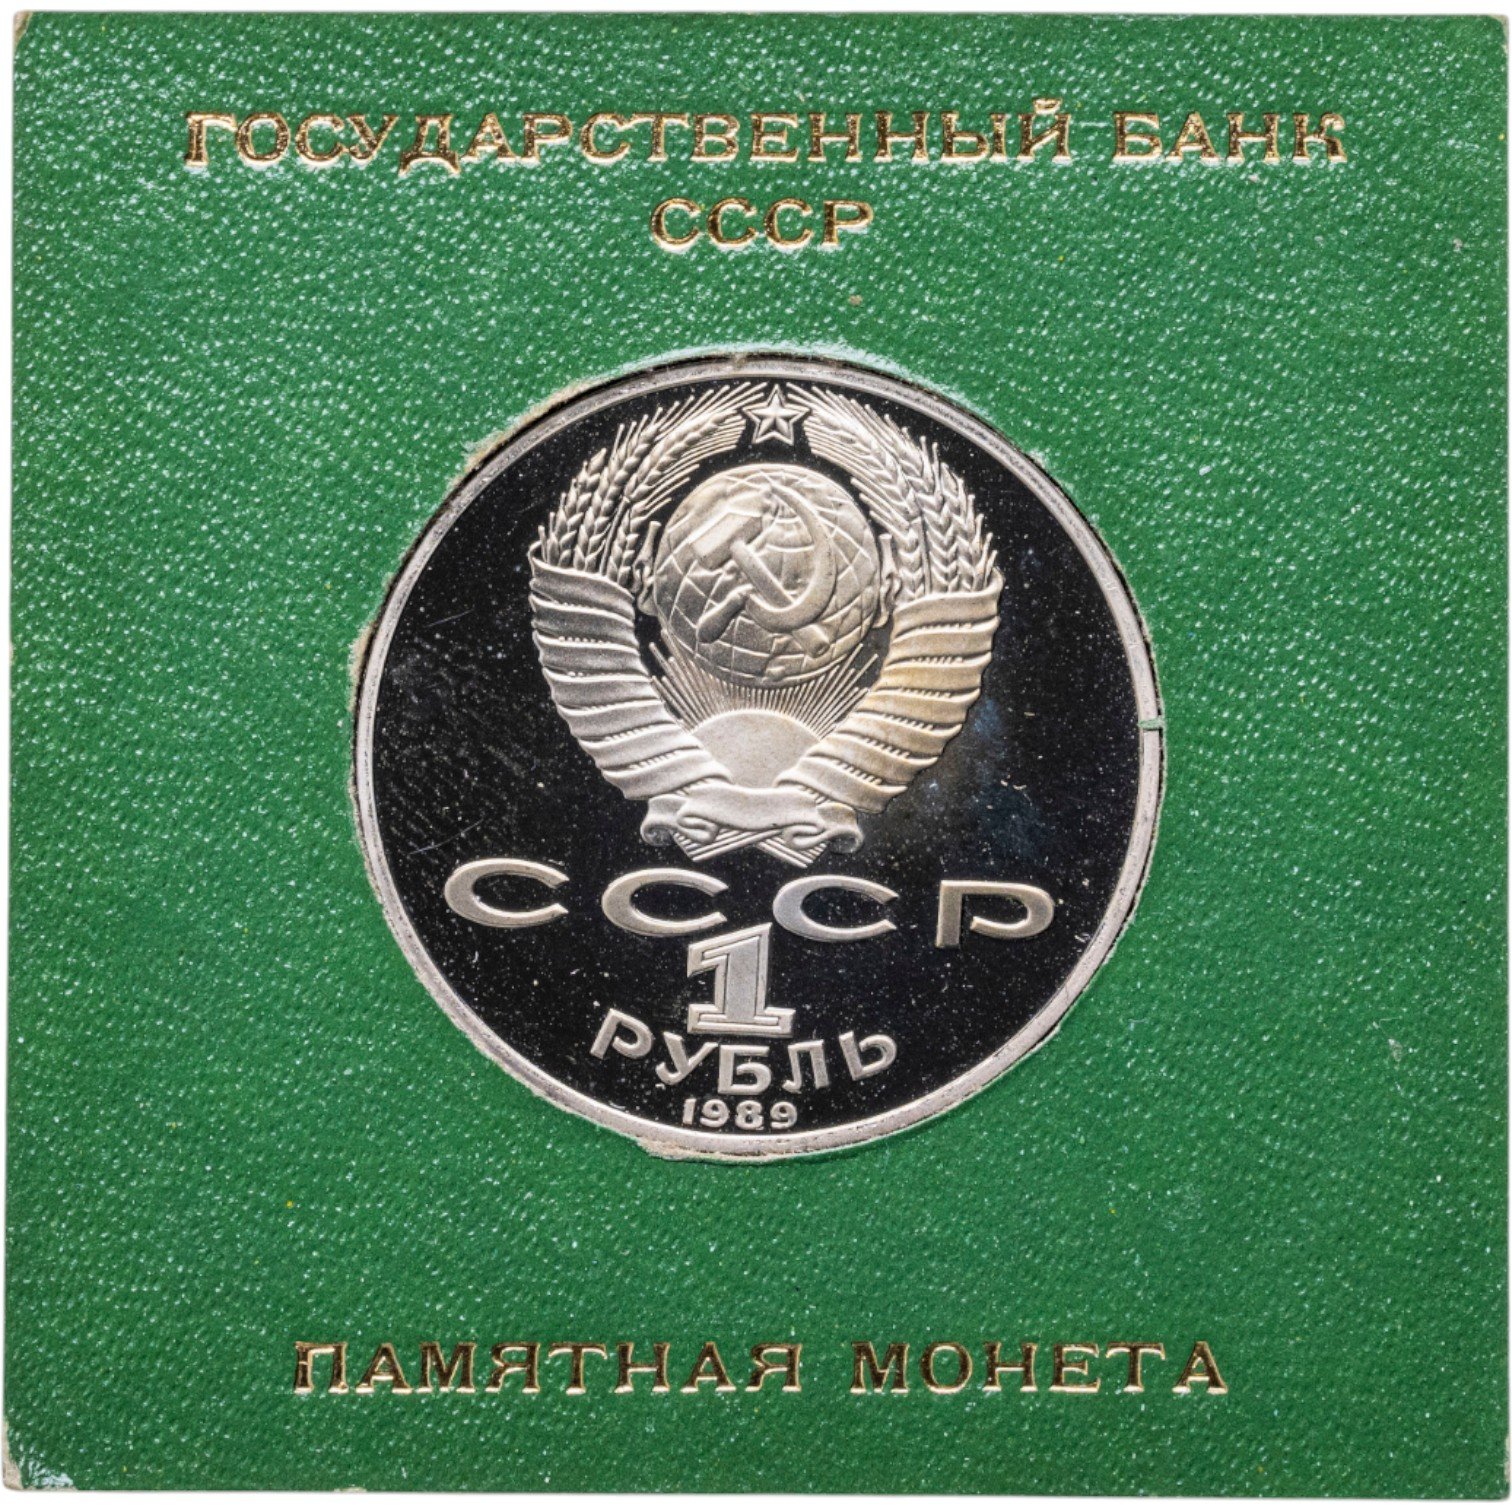 ГОСУДАРСТВЕННЫЙ БАНК
СССР
СССР
1
РУБЛЬ
1989
ПАМЯТНАЯ МОНЕТА